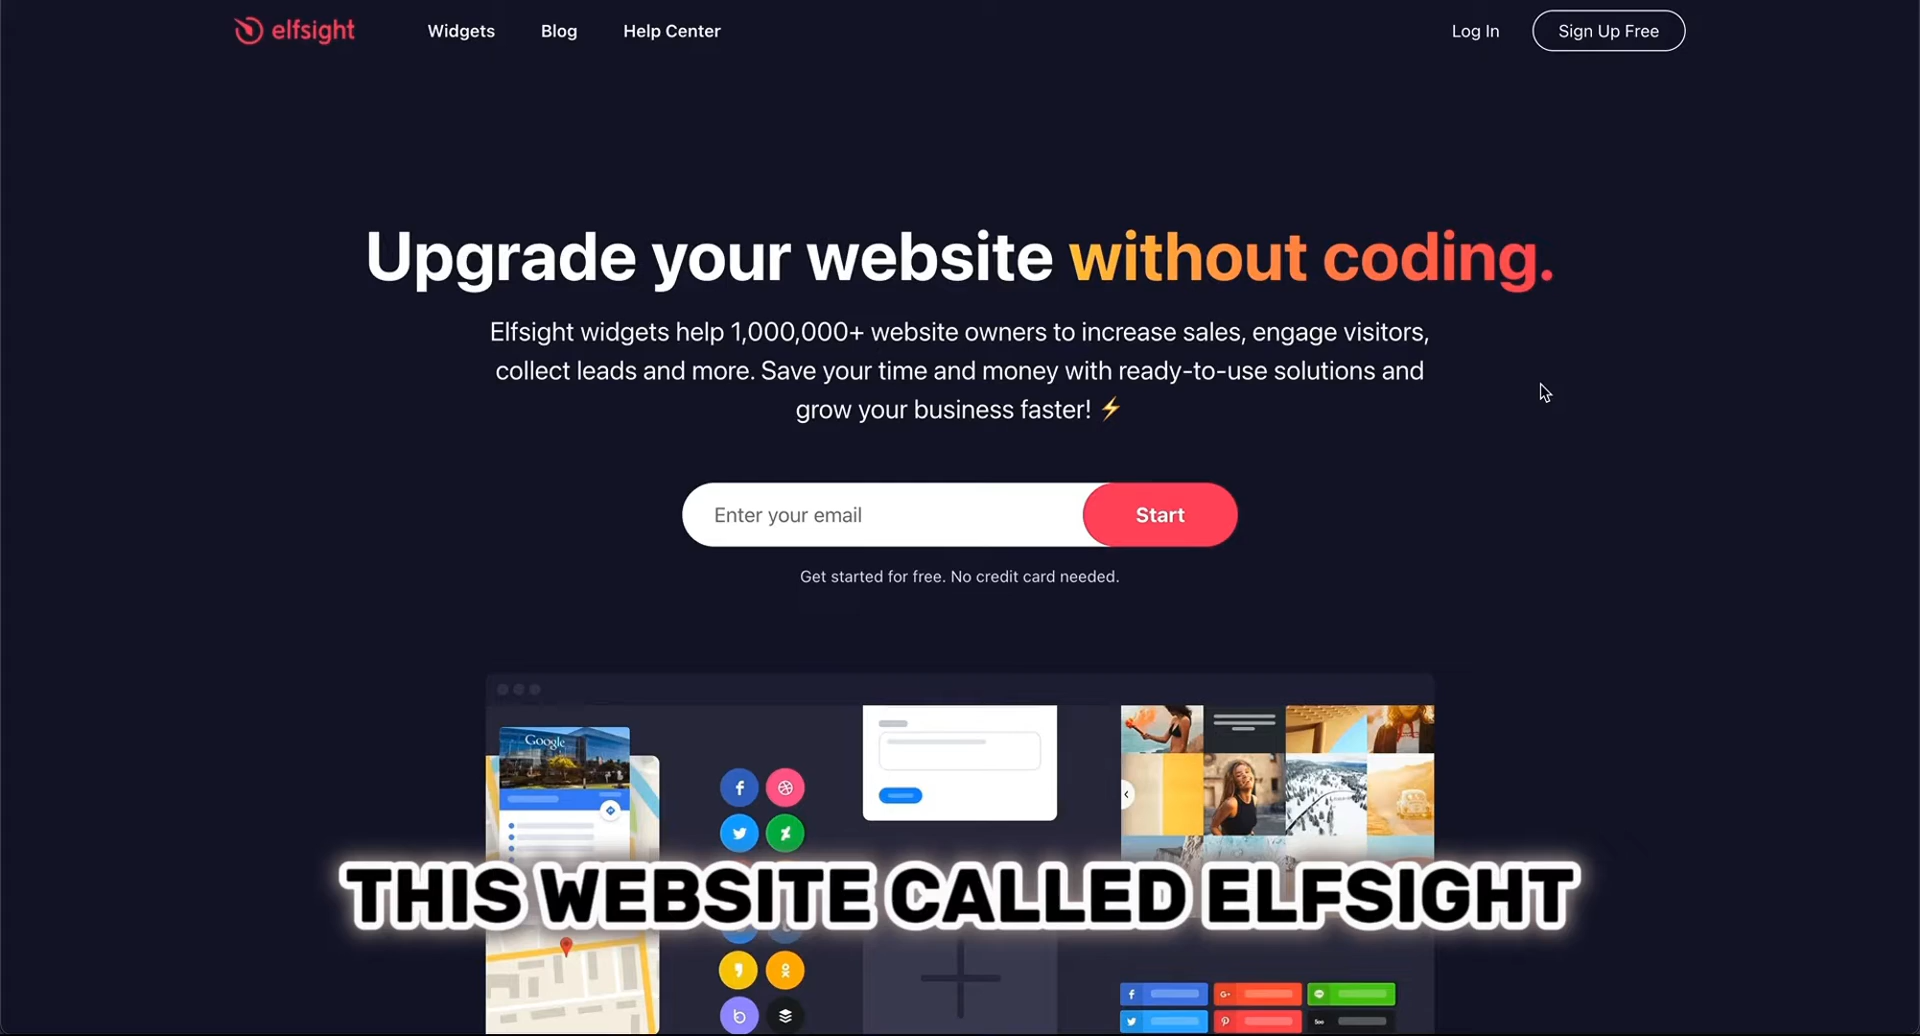 elfsight
Widgets
Blog
Help Center
Log In
Sign Up Free
Upgrade your website without coding.
Elfsight widgets help 1,000,000+ website owners to increase sales, engage visitors,
collect leads and more. Save your time and money with ready-to-use solutions and
grow your business faster! ⚡
Enter your email
Start
Get started for free. No credit card needed.
Google
THIS WEBSITE CALLED ELFSIGHT